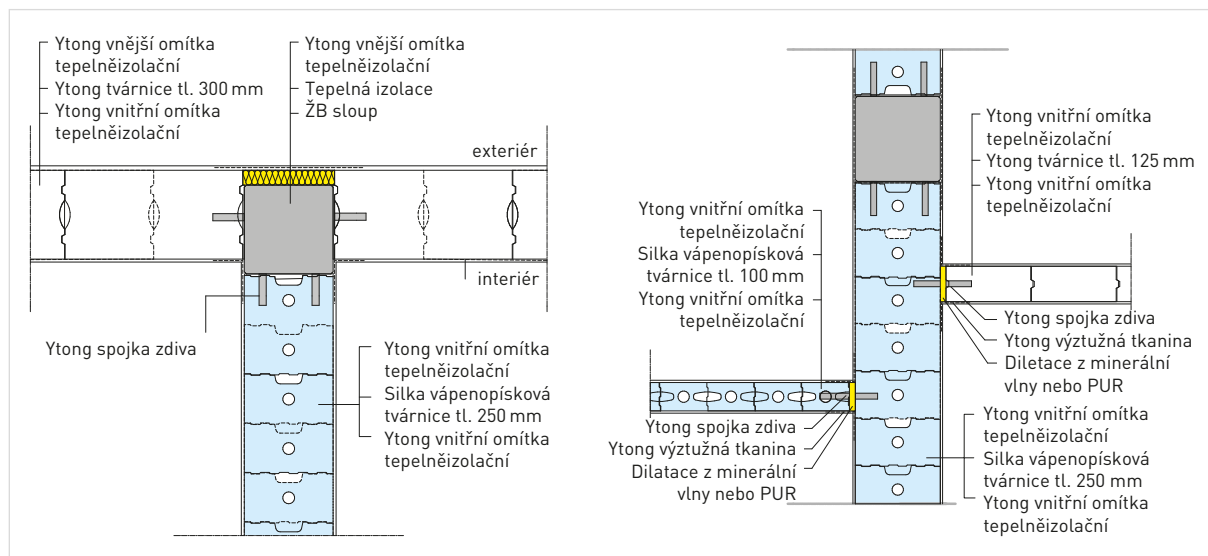 Ytong vnější omítka
tepelněizolační
Ytong tvárnice tl. 300 mm
Ytong vnitřní omítka
tepelněizolační
Ytong vnější omítka
tepelněizolační
Tepelná izolace
ŽB sloup
exteriér
interiér
Ytong spojka zdiva
Ytong vnitřní omítka
tepelněizolační
Silka vápenopísková
tvárnice tl. 250 mm
Ytong vnitřní omítka
tepelněizolační
Ytong vnitřní omítka
tepelněizolační
Ytong tvárnice tl. 125 mm
Ytong vnitřní omítka
tepelněizolační
Ytong vnitřní omítka
tepelněizolační
Silka vápenopísková
tvárnice tl. 100 mm
Ytong vnitřní omítka
tepelněizolační
Ytong spojka zdiva
Ytong výztužná tkanina
Diletace z minerální
vlny nebo PUR
Ytong spojka zdiva
Ytong výztužná tkanina
Dilatace z minerální
vlny nebo PUR
Ytong vnitřní omítka
tepelněizolační
Silka vápenopísková
tvárnice tl. 250 mm
Ytong vnitřní omítka
tepelněizolační